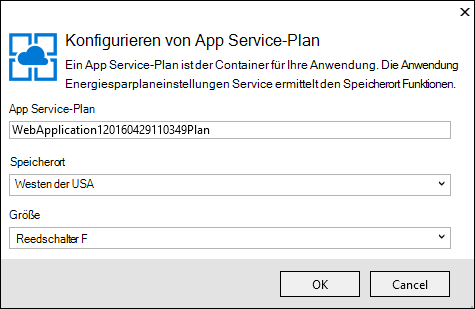 Konfigurieren von App Service-Plan
Ein App Service-Plan ist der Container für Ihre Anwendung. Die Anwendung
Energiesparplaneinstellungen Service ermittelt den Speicherort Funktionen.
App Service-Plan
WebApplication120160429110349Plan
Speicherort
Westen der USA
Größe
Reedschalter F
OK
Cancel